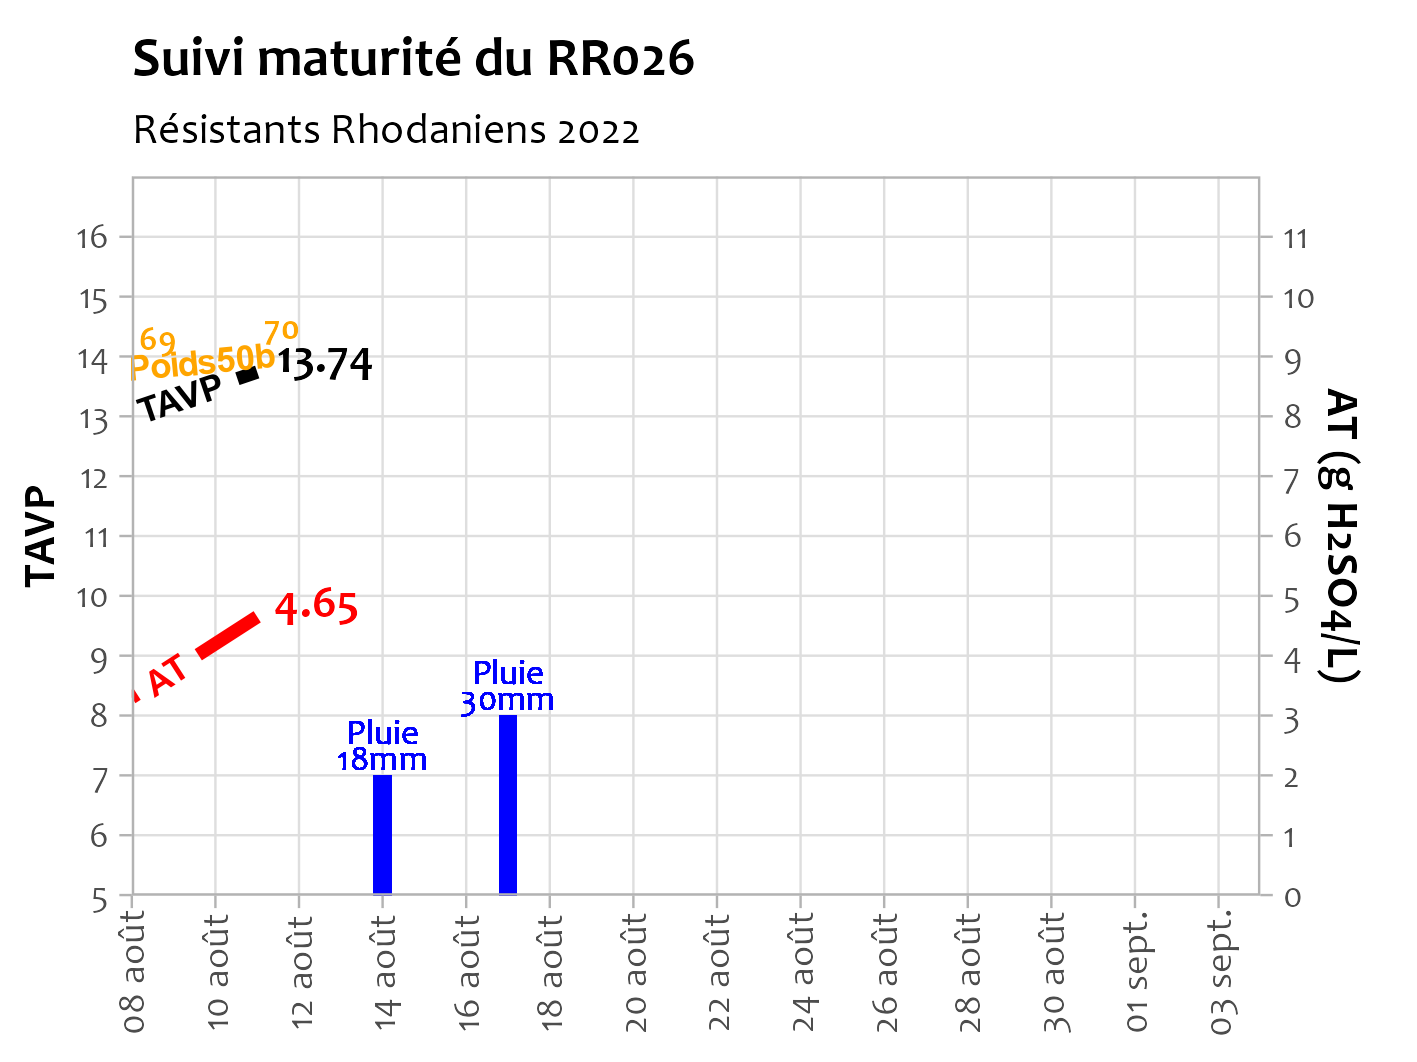 Suivi maturité du RR026
Résistants Rhodaniens 2022
TAVP
16
15
14
13
12
11
10
9
8
7
6
5
69
70
Poids50b
13.74
TAVP
4.65
AT
Pluie
30mm
Pluie
18mm
11
10
9
8
7
6
5
4
3
2
1
0
AT (g H2SO4/L)
08 août
10 août
12 août
14 août
16 août
18 août
20 août
22 août
24 août
26 août
28 août
30 août
01 sept.
03 sept.